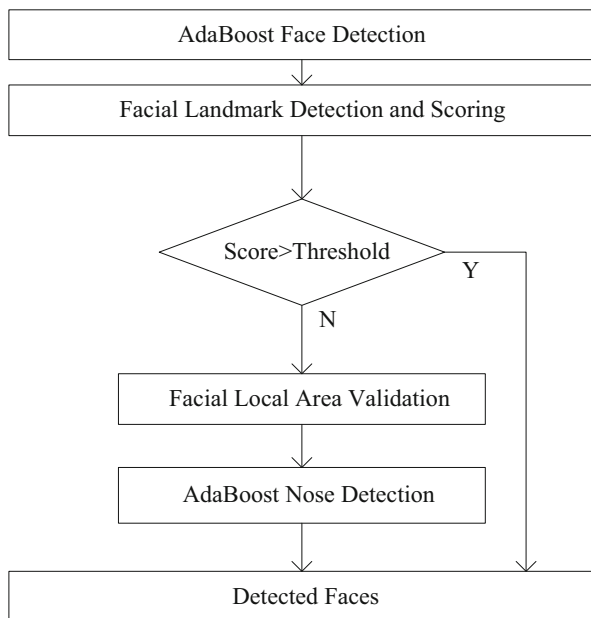 AdaBoost Face Detection
Facial Landmark Detection and Scoring
Score>Threshold
Y
N
Facial Local Area Validation
AdaBoost Nose Detection
Detected Faces